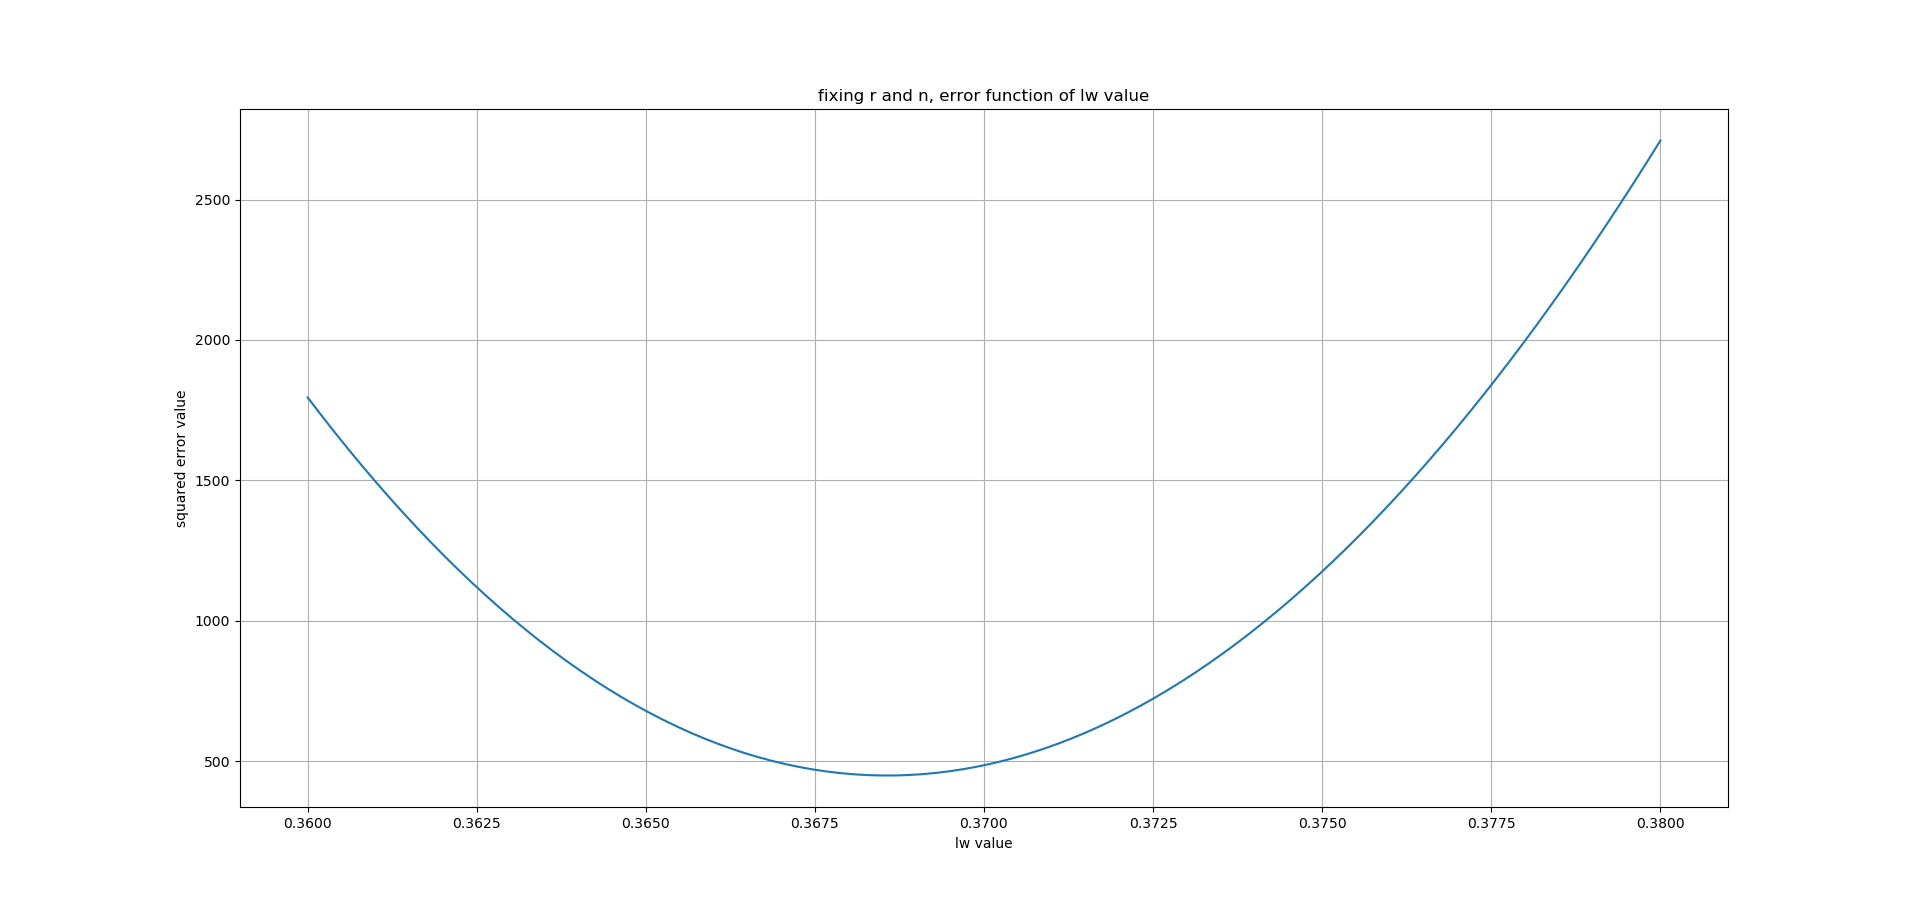 fixing r and n, error function of lw value
squared error value
2500
2000
1500
1000
500
0.3600 0.3625 0.3650 0.3675 0.3700 0.3725 0.3750 0.3775 0.3800
lw value